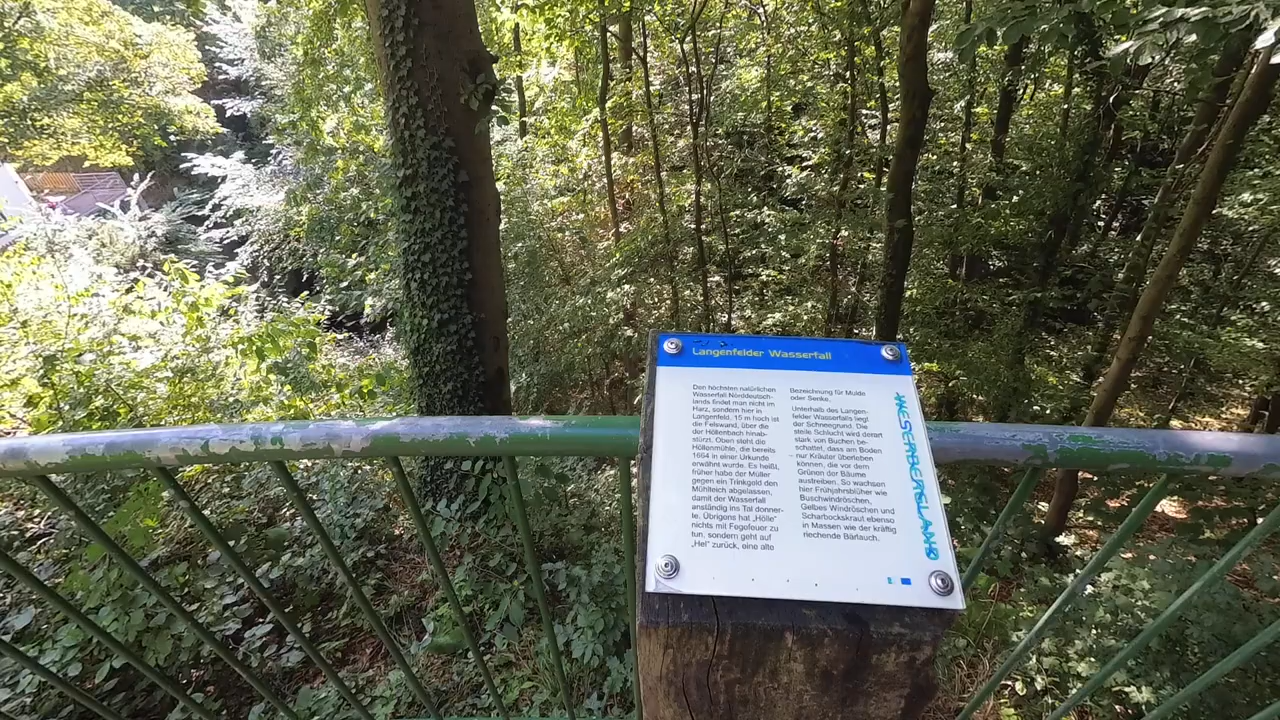 Langenfelder Wasserfall
Den höchsten natürlichen
Wasserfall Norddeutsch-
lands findet man nicht im
Harz, sondern hier in
Langenfeld. 15 m hoch ist
die Felswand, über die
der Höllenbach hinab-
stürzt. Oben steht die
Höllenmühle, die bereits
1664 in einer Urkunde
erwähnt wurde. Es heißt,
früher habe der Müller
gegen ein Trinkgeld den
Mühlteich abgelassen,
damit der Wasserfall
anständig ins Tal donner-
te. Übrigens hat „Hölle"
nichts mit Fegefeuer zu
tun, sondern geht auf
„Hel" zurück, eine alte
Bezeichnung für Mulde
oder Senke.
Unterhalb des Langen-
felder Wasserfalls liegt
der Schneegrund. Die
steile Schlucht wird derart
stark von Buchen be-
schattet, dass am Boden
nur Kräuter überleben
können, die vor dem
Grünen der Bäume
austreiben. So wachsen
hier Frühjahrsblüher wie
Buschwindröschen,
Gelbes Windröschen und
Scharbockskraut ebenso
in Massen wie der kräftig
riechende Bärlauch.